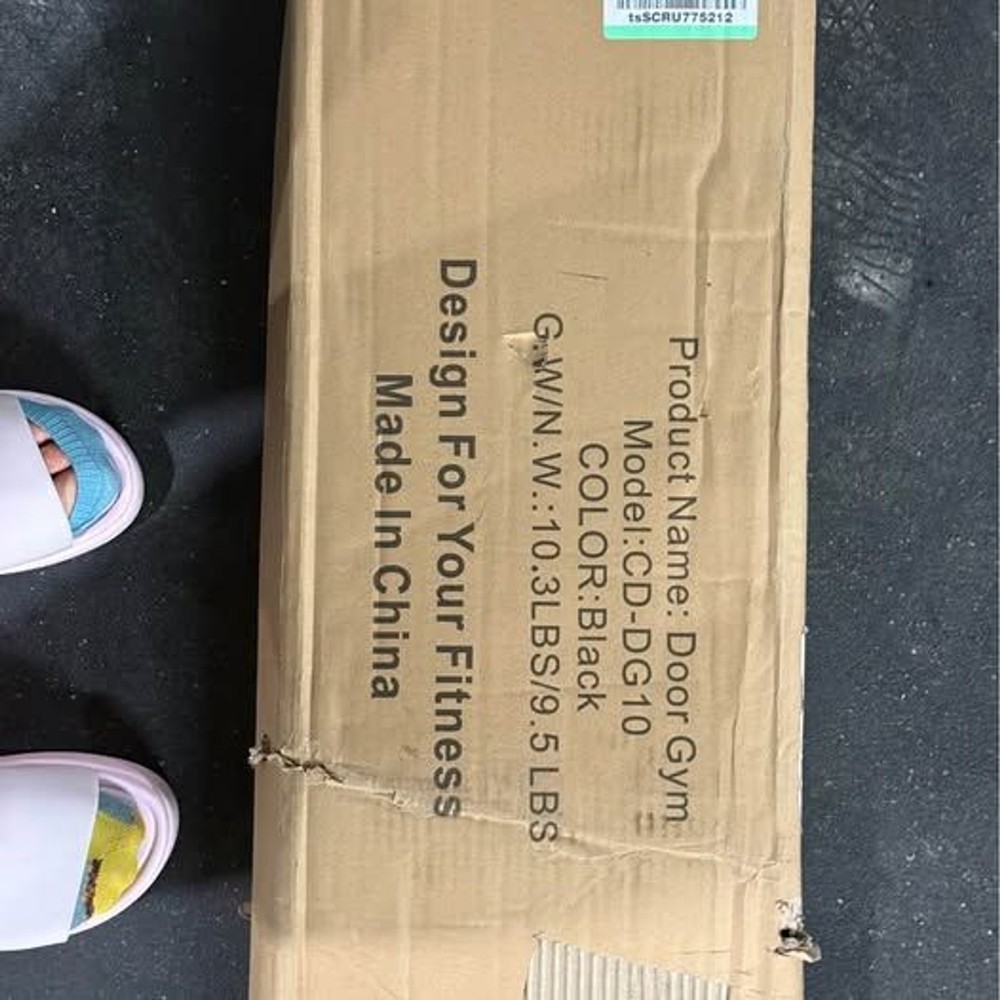 tsSCRU775212
Product Name: Door Gym
Model:CD-DG10
COLOR:Black
G.W/N.W.:10.3LBS/9.5 LBS
Design For Your Fitness
Made In China